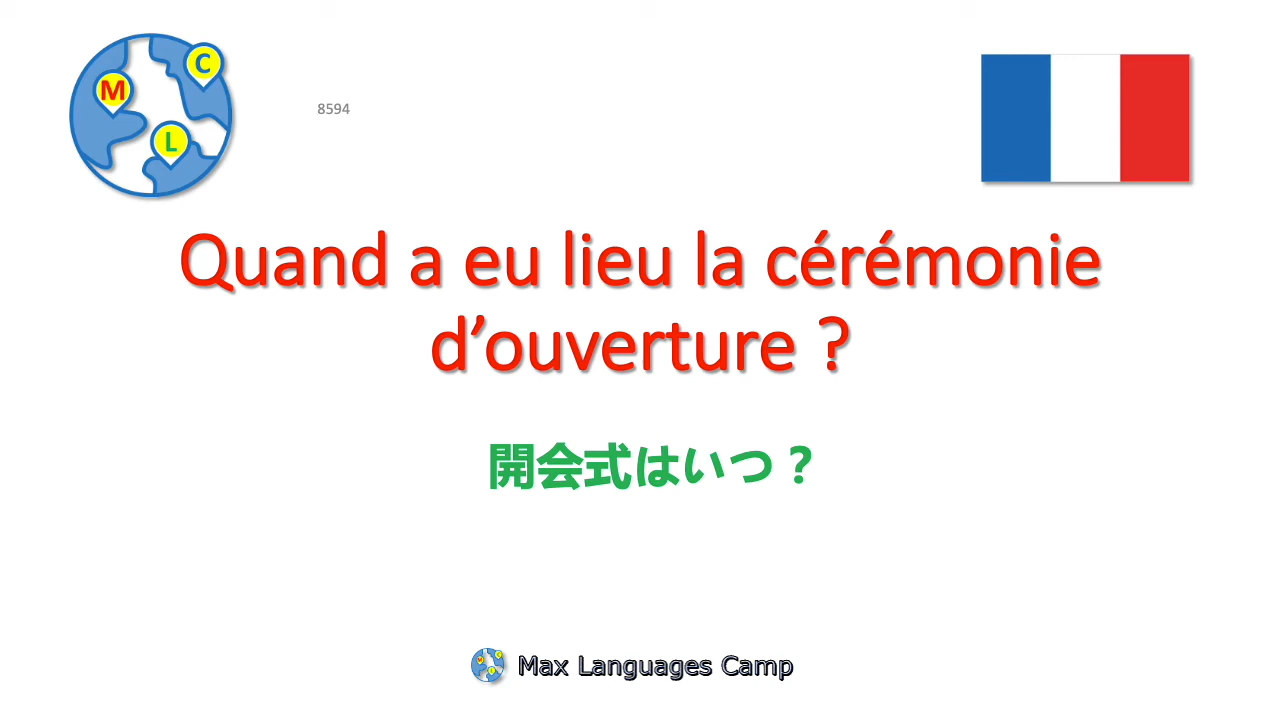 C
M
L
8594
Quand a eu lieu la cérémonie
d’ouverture ?
開会式はいつ？
Max Languages Camp